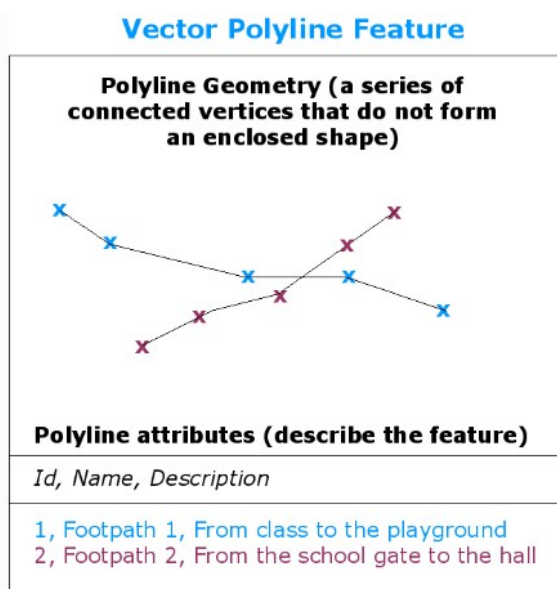 Vector Polyline Feature
Polyline Geometry (a series of
connected vertices that do not form
an enclosed shape)
Polyline attributes (describe the feature)
Id, Name, Description
1, Footpath 1, From class to the playground
2, Footpath 2, From the school gate to the hall